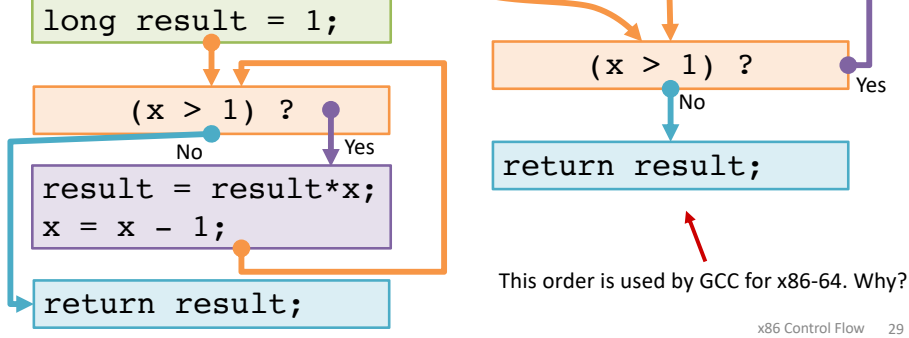 long result = 1;
(x > 1) ?
No
Yes
result = result*x;
x = x – 1;
return result;
(x > 1) ?
Yes
No
return result;
This order is used by GCC for x86-64. Why?
x86 Control Flow 29